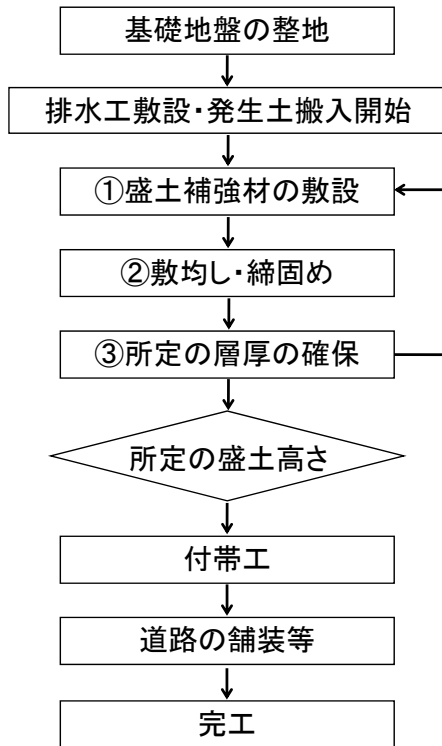 基礎地盤の整地
排水工敷設・発生土搬入開始
①盛土補強材の敷設
②敷均し・締固め
③所定の層厚の確保
所定の盛土高さ
付帯工
道路の舗装等
完工